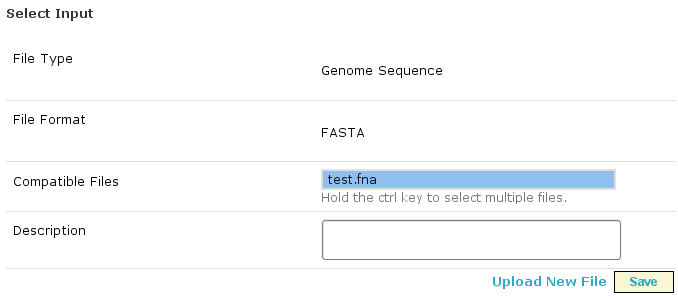 Select Input
File Type
Genome Sequence
File Format
FASTA
Compatible Files
test.fna
Hold the ctrl key to select multiple files.
Description
Upload New File Save